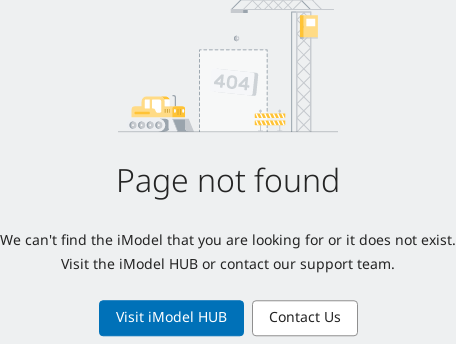 404
Page not found
We can't find the iModel that you are looking for or it does not exist.
Visit the iModel HUB or contact our support team.
Visit iModel HUB
Contact Us